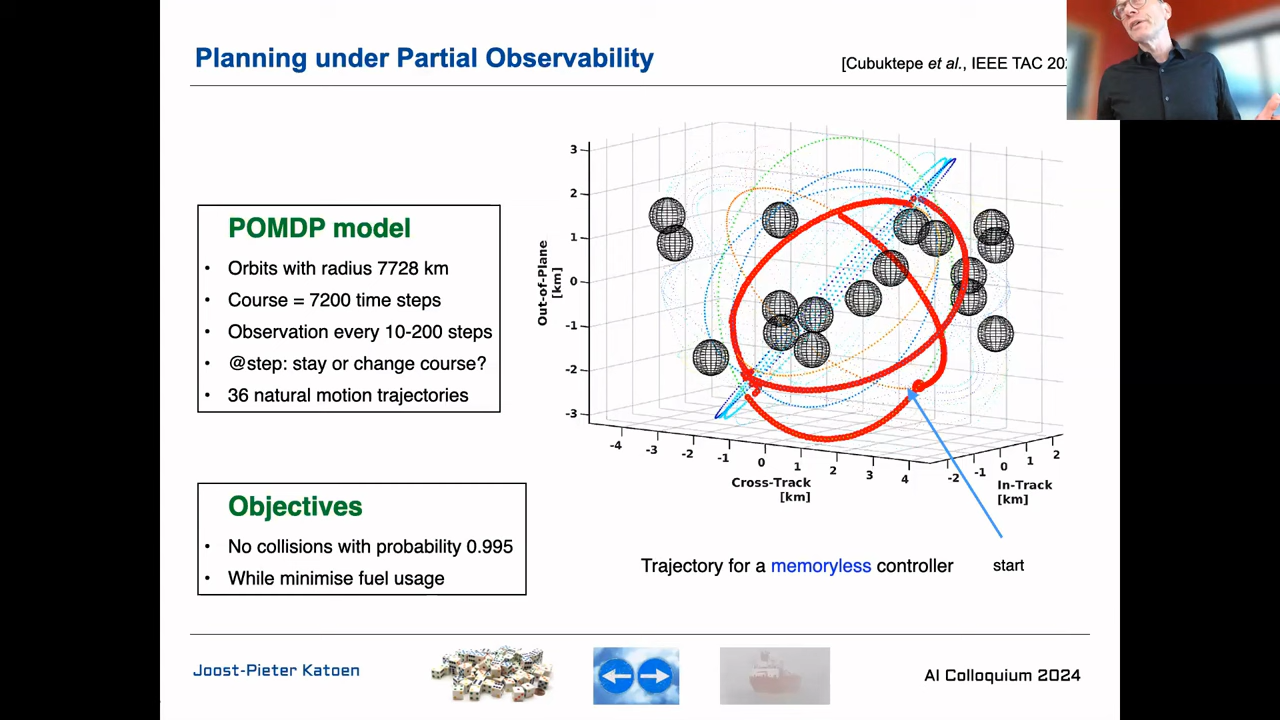 Planning under Partial Observability
[Cubuktepe et al., IEEE TAC
POMDP model
• Orbits with radius 7728 km
• Course = 7200 time steps
• Observation every 10-200 steps
• @step: stay or change course?
• 36 natural motion trajectories
Objectives
• No collisions with probability 0.995
• While minimise fuel usage
Out-of-Plane
[km]
3
2
1
0
-1
-2
-3
-4
-3
-2
-1
0
1
2
3
4
Cross-Track
[km]
-2
-1
0
1
2
In-Track
[km]
Trajectory for a memoryless controller
start
Joost-Pieter Katoen
AI Colloquium 2024